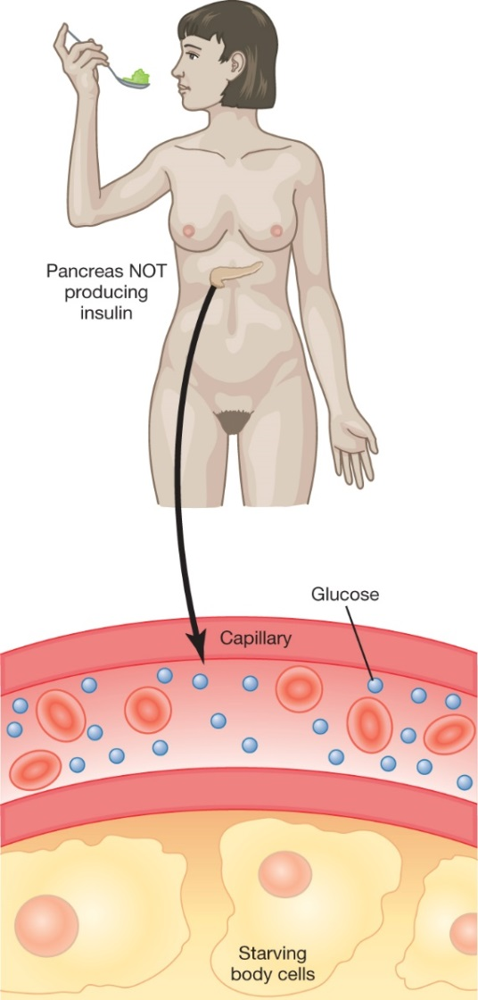 Pancreas NOT
producing
insulin
Glucose
Capillary
Starving
body cells